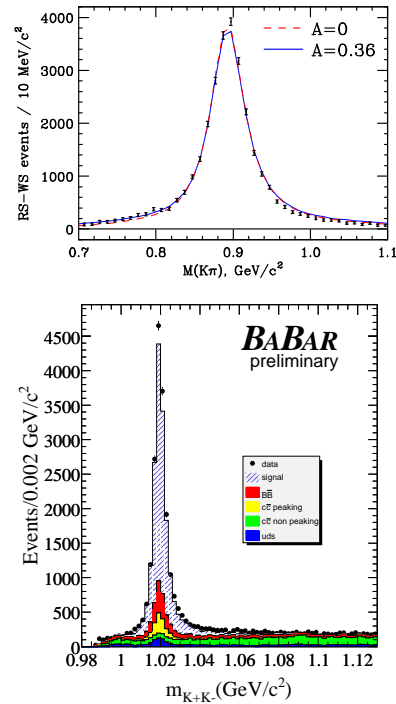 RS-WS events / 10 MeV/c²
4000
3000
2000
1000
0
A=0
A=0.36
0.7 0.8 0.9 1.0 1.1
M(Kπ), GeV/c²
Events/0.002 GeV/c²
4500
4000
3500
3000
2500
2000
1500
1000
500
0
BABAR
preliminary
data
signal
BB̄
cc̄ peaking
cc̄ non peaking
uds
0.98 1 1.02 1.04 1.06 1.08 1.1 1.12
m_K+K-(GeV/c²)